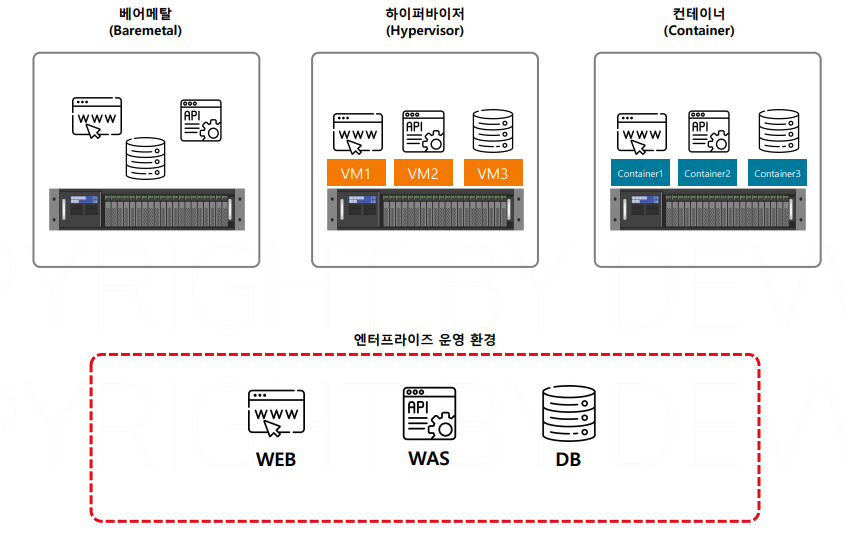 베어메탈
(Baremetal)
하이퍼바이저
(Hypervisor)
컨테이너
(Container)
WWW
API
WWW
API
VM1
VM2
VM3
WWW
API
Container1
Container2
Container3
PYRIGHT BY DEV
엔터프라이즈 운영 환경
WWW
API
WEB
WAS
DB
PYRIGHT BY DEV